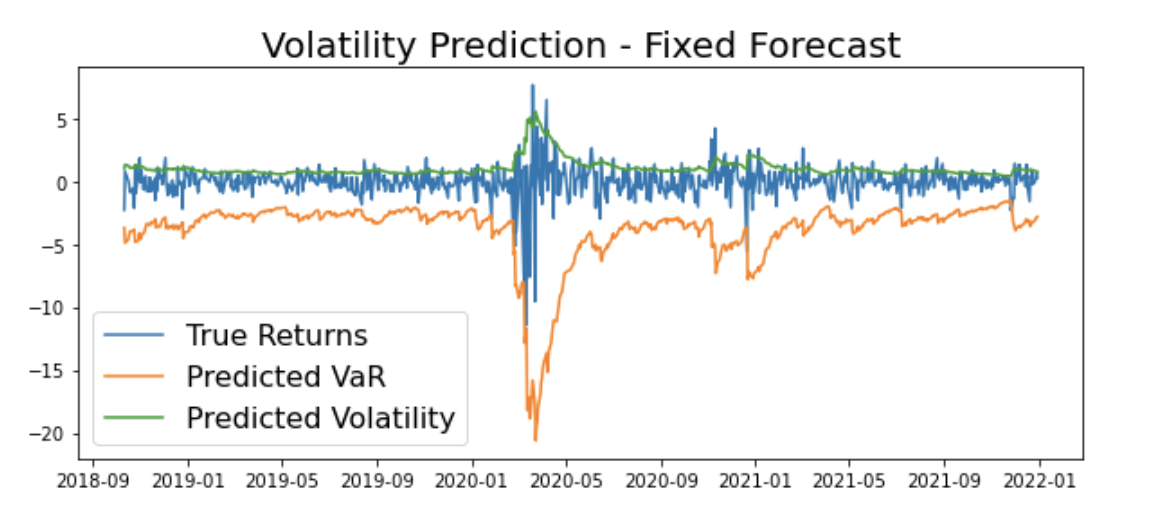 Volatility Prediction - Fixed Forecast
5
0
−5
−10
−15
−20
True Returns
Predicted VaR
Predicted Volatility
2018-09 2019-01 2019-05 2019-09 2020-01 2020-05 2020-09 2021-01 2021-05 2021-09 2022-01